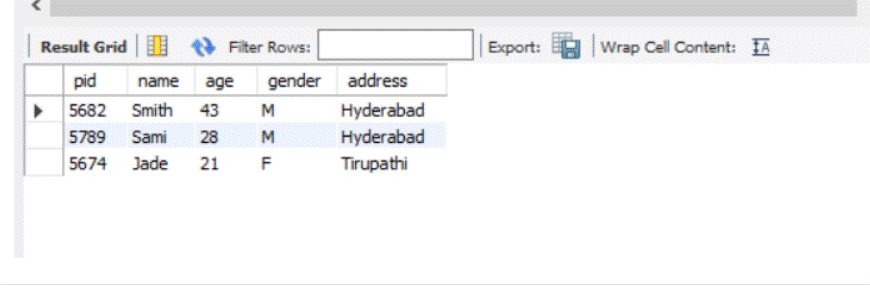 Result Grid Filter Rows: Export: Wrap Cell Content: IA
pid name age gender address
5682 Smith 43 M Hyderabad
5789 Sami 28 M Hyderabad
5674 Jade 21 F Tirupathi